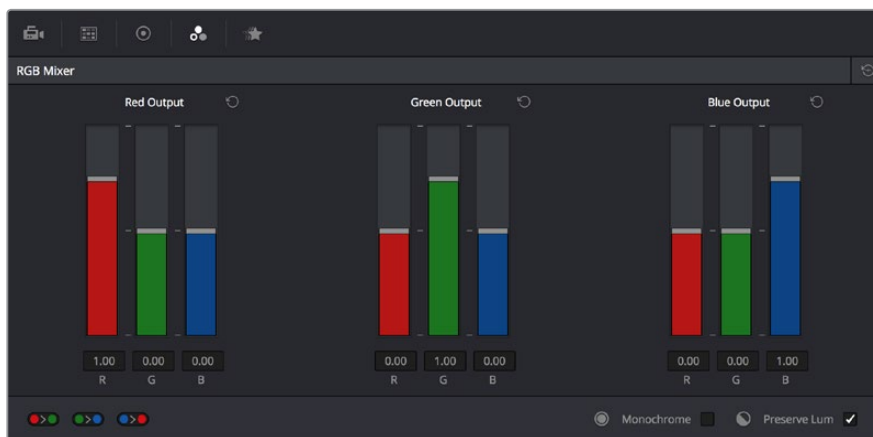 RGB Mixer
Red Output
Green Output
Blue Output
1.00 0.00 0.00
R G B
0.00 1.00 0.00
R G B
0.00 0.00 1.00
R G B
Monochrome
Preserve Lum